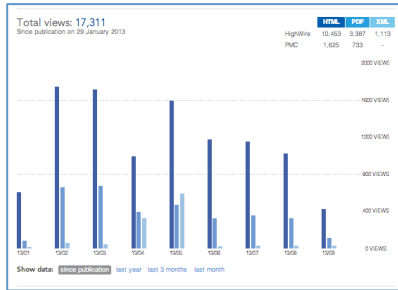 Total views: 17,311
Since publication on 29 January 2013
HTML PDF XML
HighWire 10,453 3,387 1,113
PMC 1,625 733 -
2000 VIEWS
1600 VIEWS
1200 VIEWS
800 VIEWS
400 VIEWS
0 VIEWS
13/01 13/02 13/03 13/04 13/05 13/06 13/07 13/08 13/09
Show data: since publication last year last 3 months last month